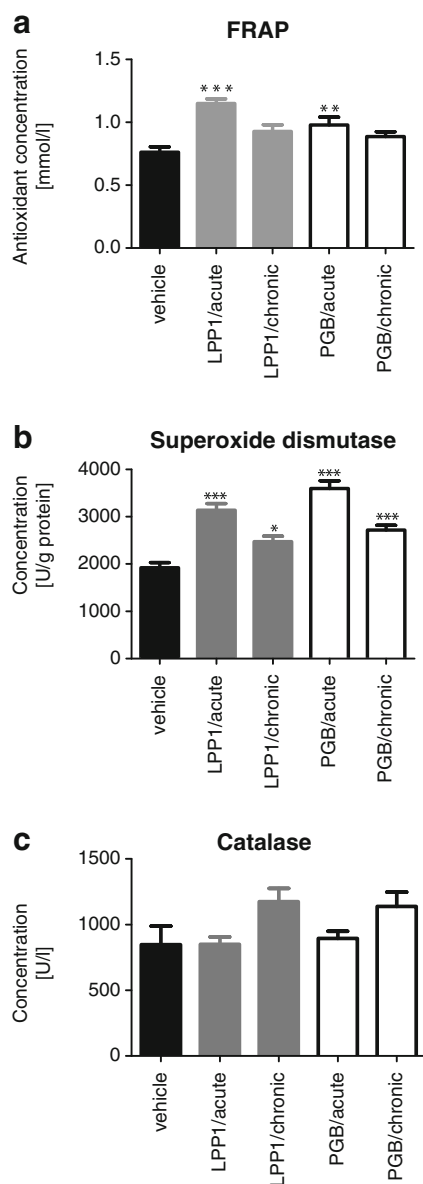 a
FRAP
Antioxidant concentration
[mmol/l]
1.5
1.0
0.5
0.0
***
**
vehicle
LPP1/acute
LPP1/chronic
PGB/acute
PGB/chronic
b
Superoxide dismutase
Concentration
[U/g protein]
4000
3000
2000
1000
0
***
*
***
***
vehicle
LPP1/acute
LPP1/chronic
PGB/acute
PGB/chronic
c
Catalase
Concentration
[U/l]
1500
1000
500
0
vehicle
LPP1/acute
LPP1/chronic
PGB/acute
PGB/chronic